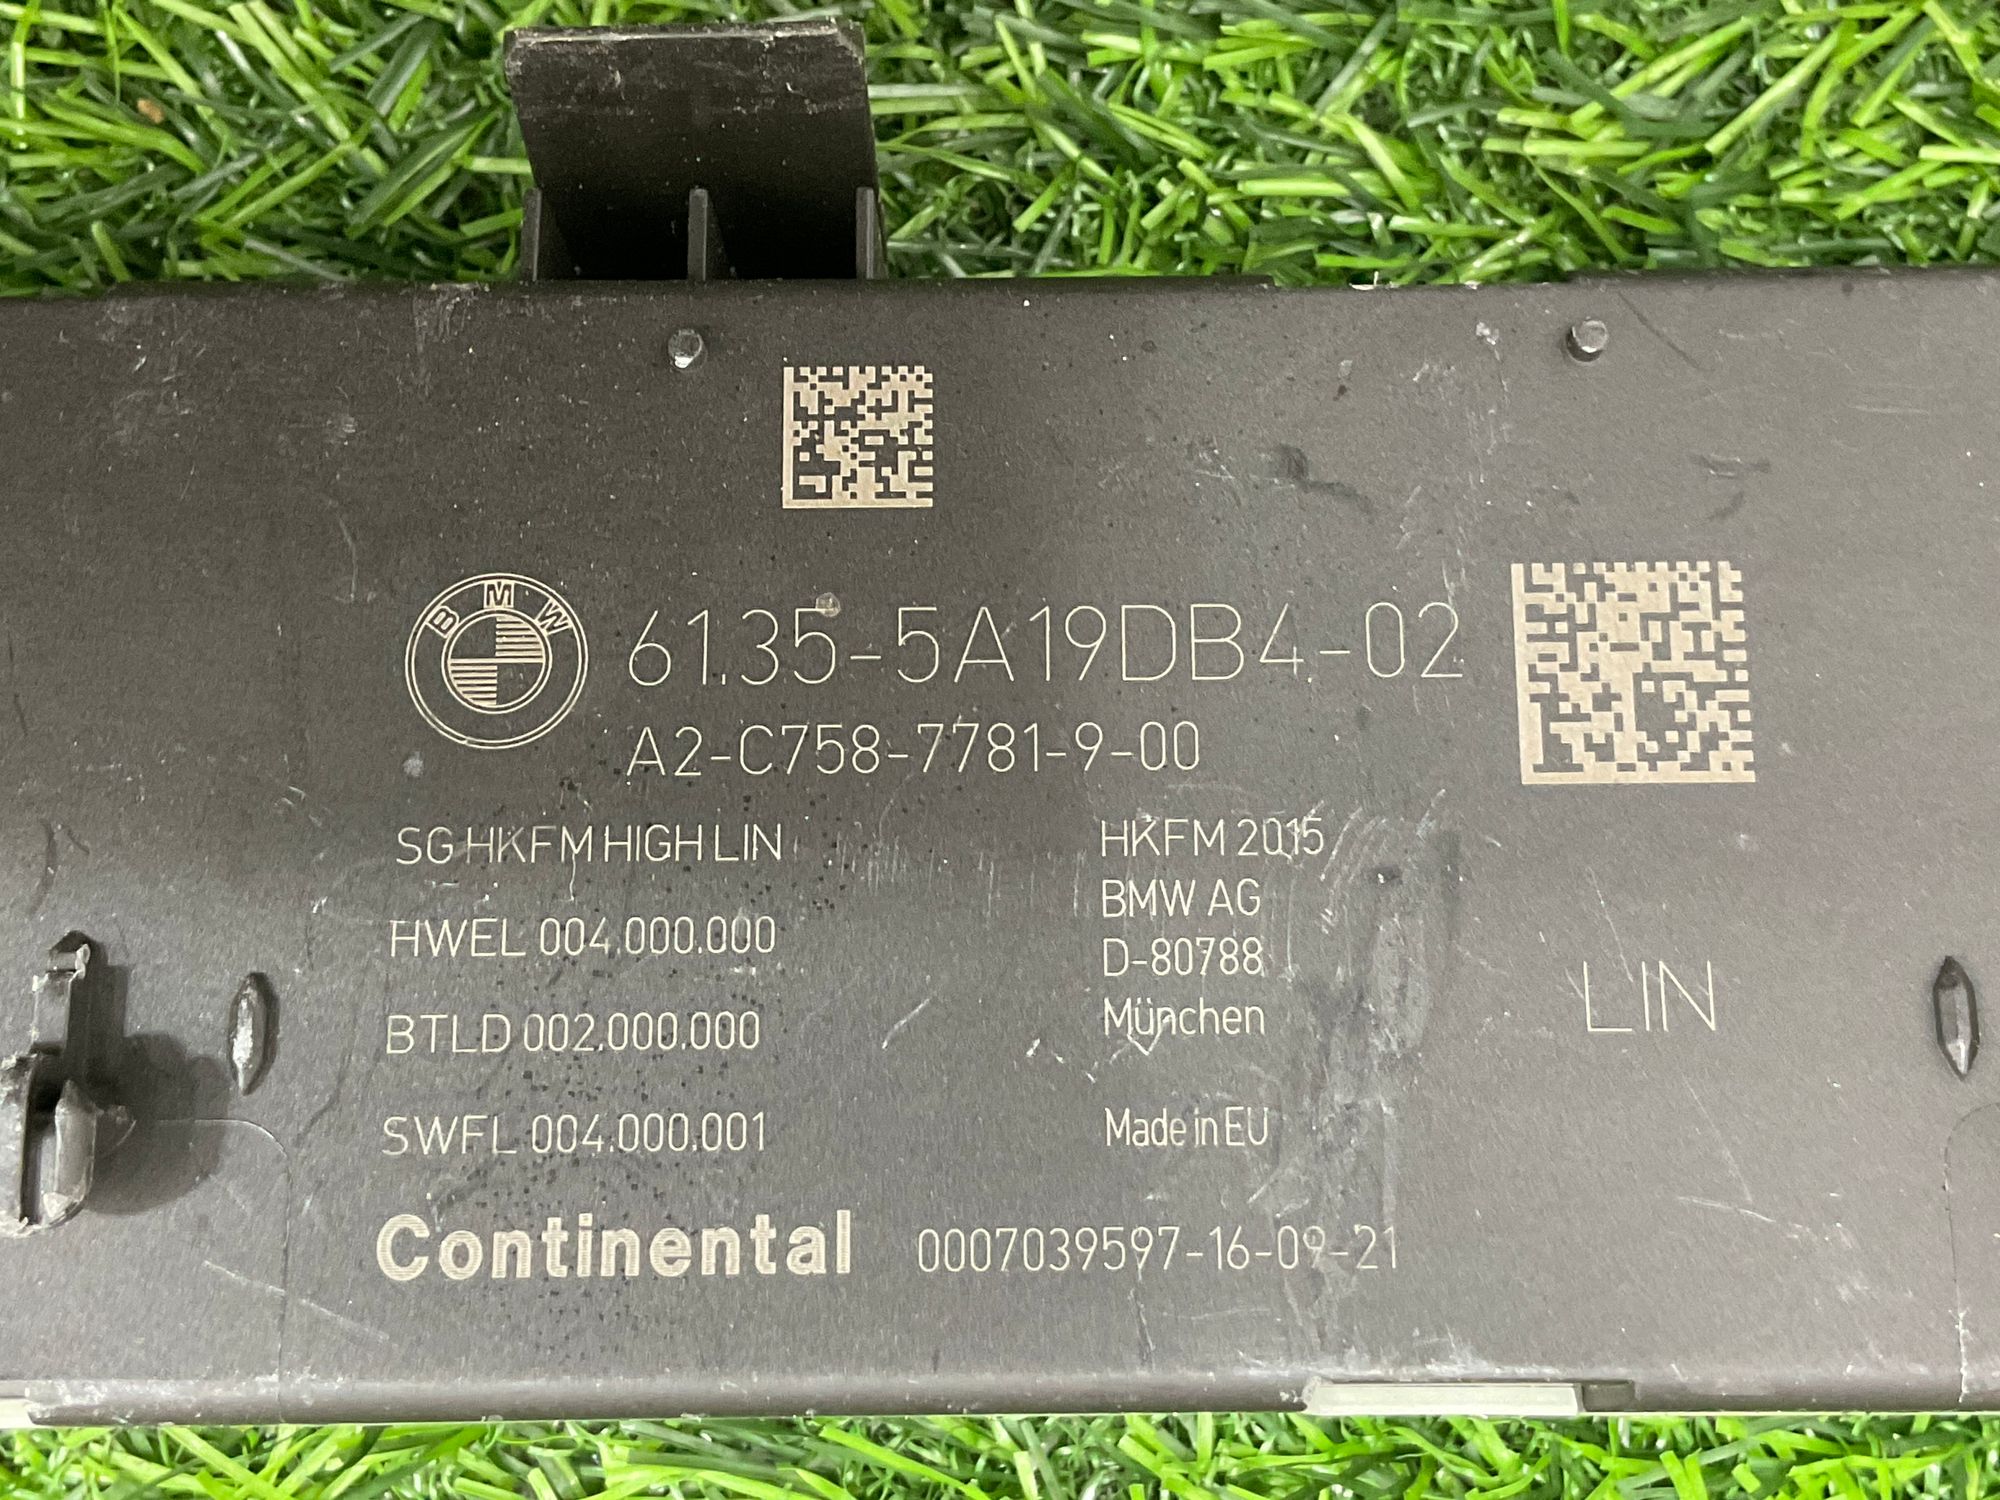 BMW
61.35-5A19DB4-02
A2-C758-7781-9-00
SG HKFM HIGH LIN
HWEL 004.000.000
BTLD 002.000.000
SWFL 004.000.001
HKFM 2015
BMW AG
D-80788
München
Made in EU
LIN
Continental 0007039597-16-09-21